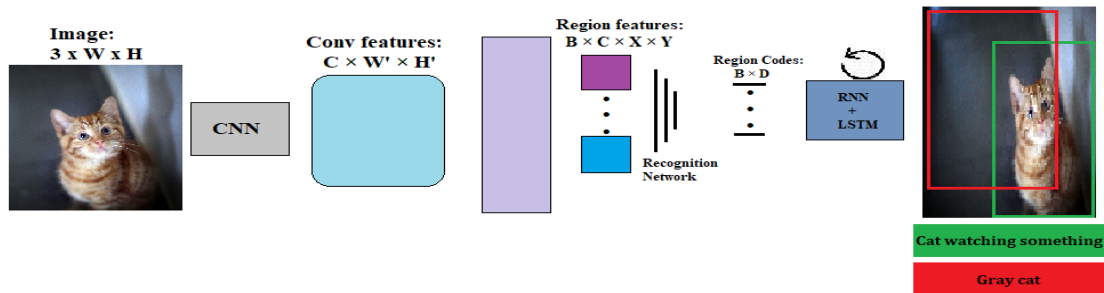 Image:
3 x W x H
CNN
Conv features:
C × W' × H'
Region features:
B × C × X × Y
Recognition
Network
Region Codes:
B × D
RNN
+
LSTM
Cat watching something
Gray cat